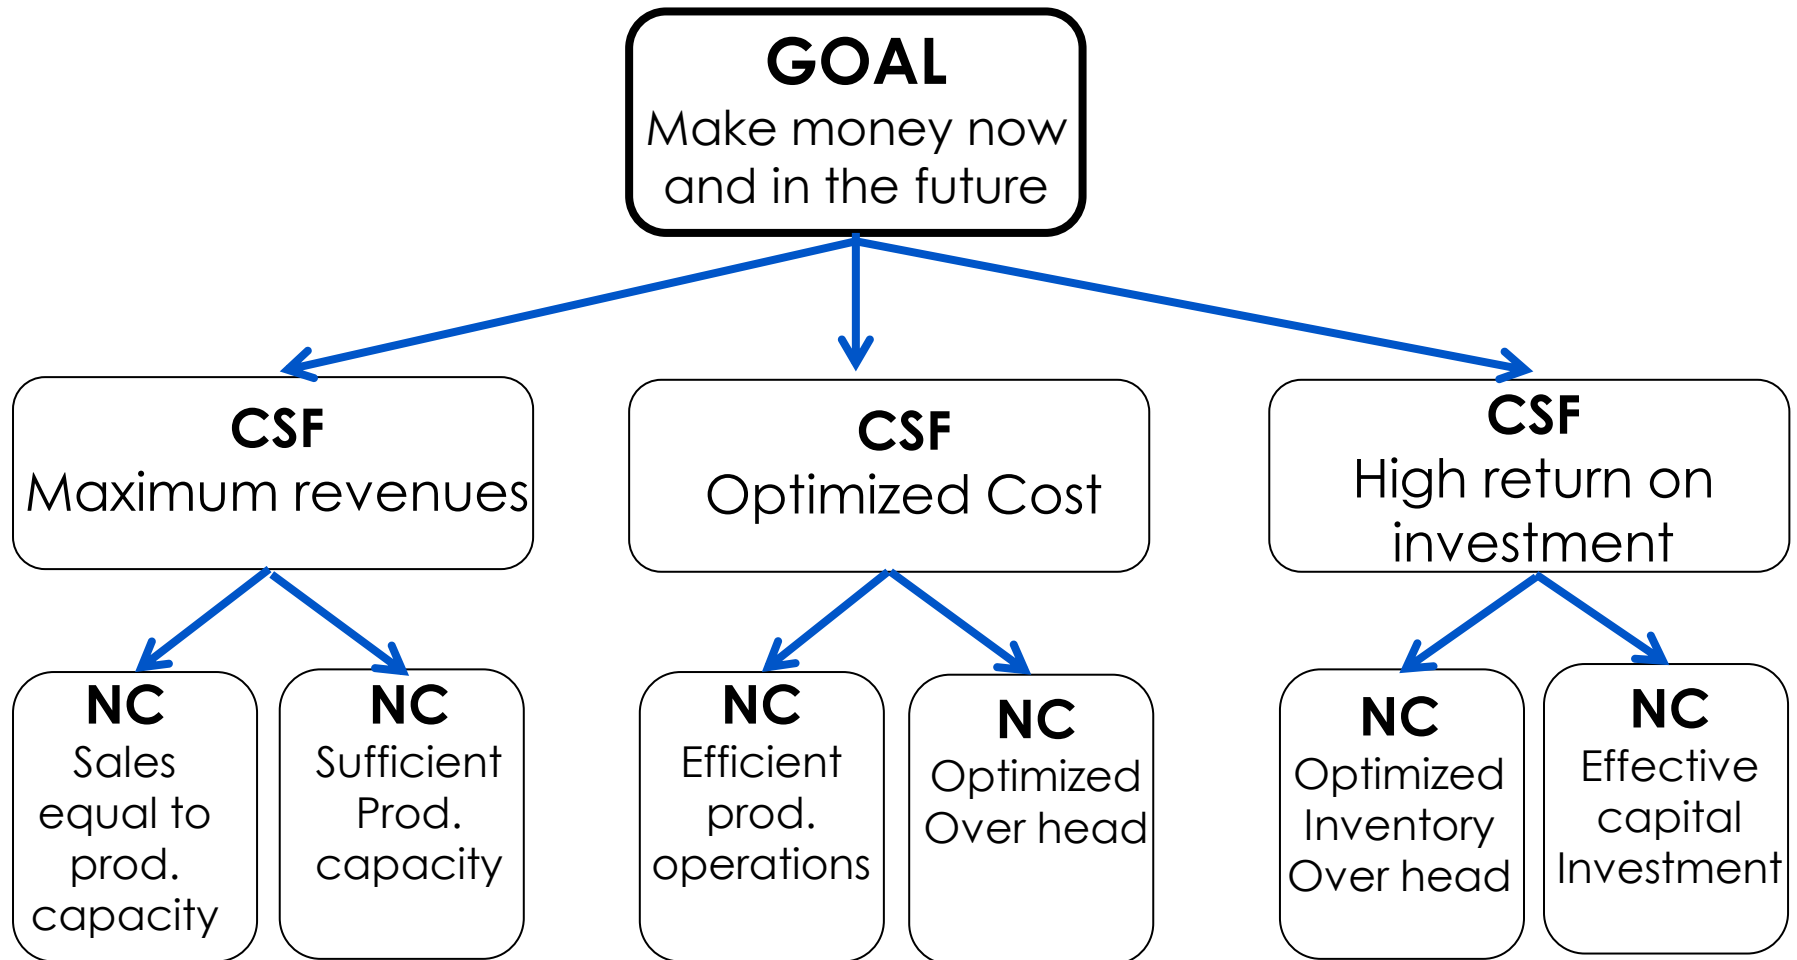 GOAL
Make money now
and in the future
CSF
Maximum revenues
CSF
Optimized Cost
CSF
High return on
investment
NC
Sales
equal to
prod.
capacity
NC
Sufficient
Prod.
capacity
NC
Efficient
prod.
operations
NC
Optimized
Over head
NC
Optimized
Inventory
Over head
NC
Effective
capital
Investment